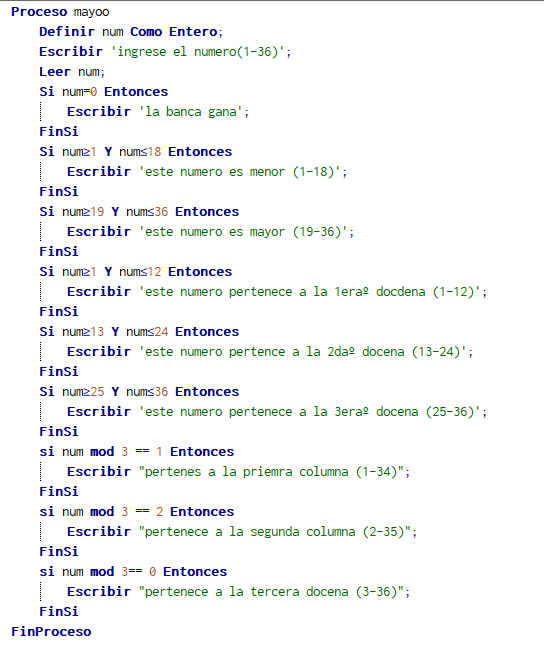 Proceso mayoo
Definir num Como Entero;
Escribir 'ingrese el numero(1-36)';
Leer num;
Si num=0 Entonces
Escribir 'la banca gana';
FinSi
Si num≥1 Y num≤18 Entonces
Escribir 'este numero es menor (1-18)';
FinSi
Si num≥19 Y num≤36 Entonces
Escribir 'este numero es mayor (19-36)';
FinSi
Si num≥1 Y num≤12 Entonces
Escribir 'este numero pertenece a la 1eraº docdena (1-12)';
FinSi
Si num≥13 Y num≤24 Entonces
Escribir 'este numero pertence a la 2daº docena (13-24)';
FinSi
Si num≥25 Y num≤36 Entonces
Escribir 'este numero pertenece a la 3eraº docena (25-36)';
FinSi
si num mod 3 == 1 Entonces
Escribir "pertenes a la priemra columna (1-34)";
FinSi
si num mod 3 == 2 Entonces
Escribir "pertenece a la segunda columna (2-35)";
FinSi
si num mod 3== 0 Entonces
Escribir "pertenece a la tercera docena (3-36)";
FinSi
FinProceso